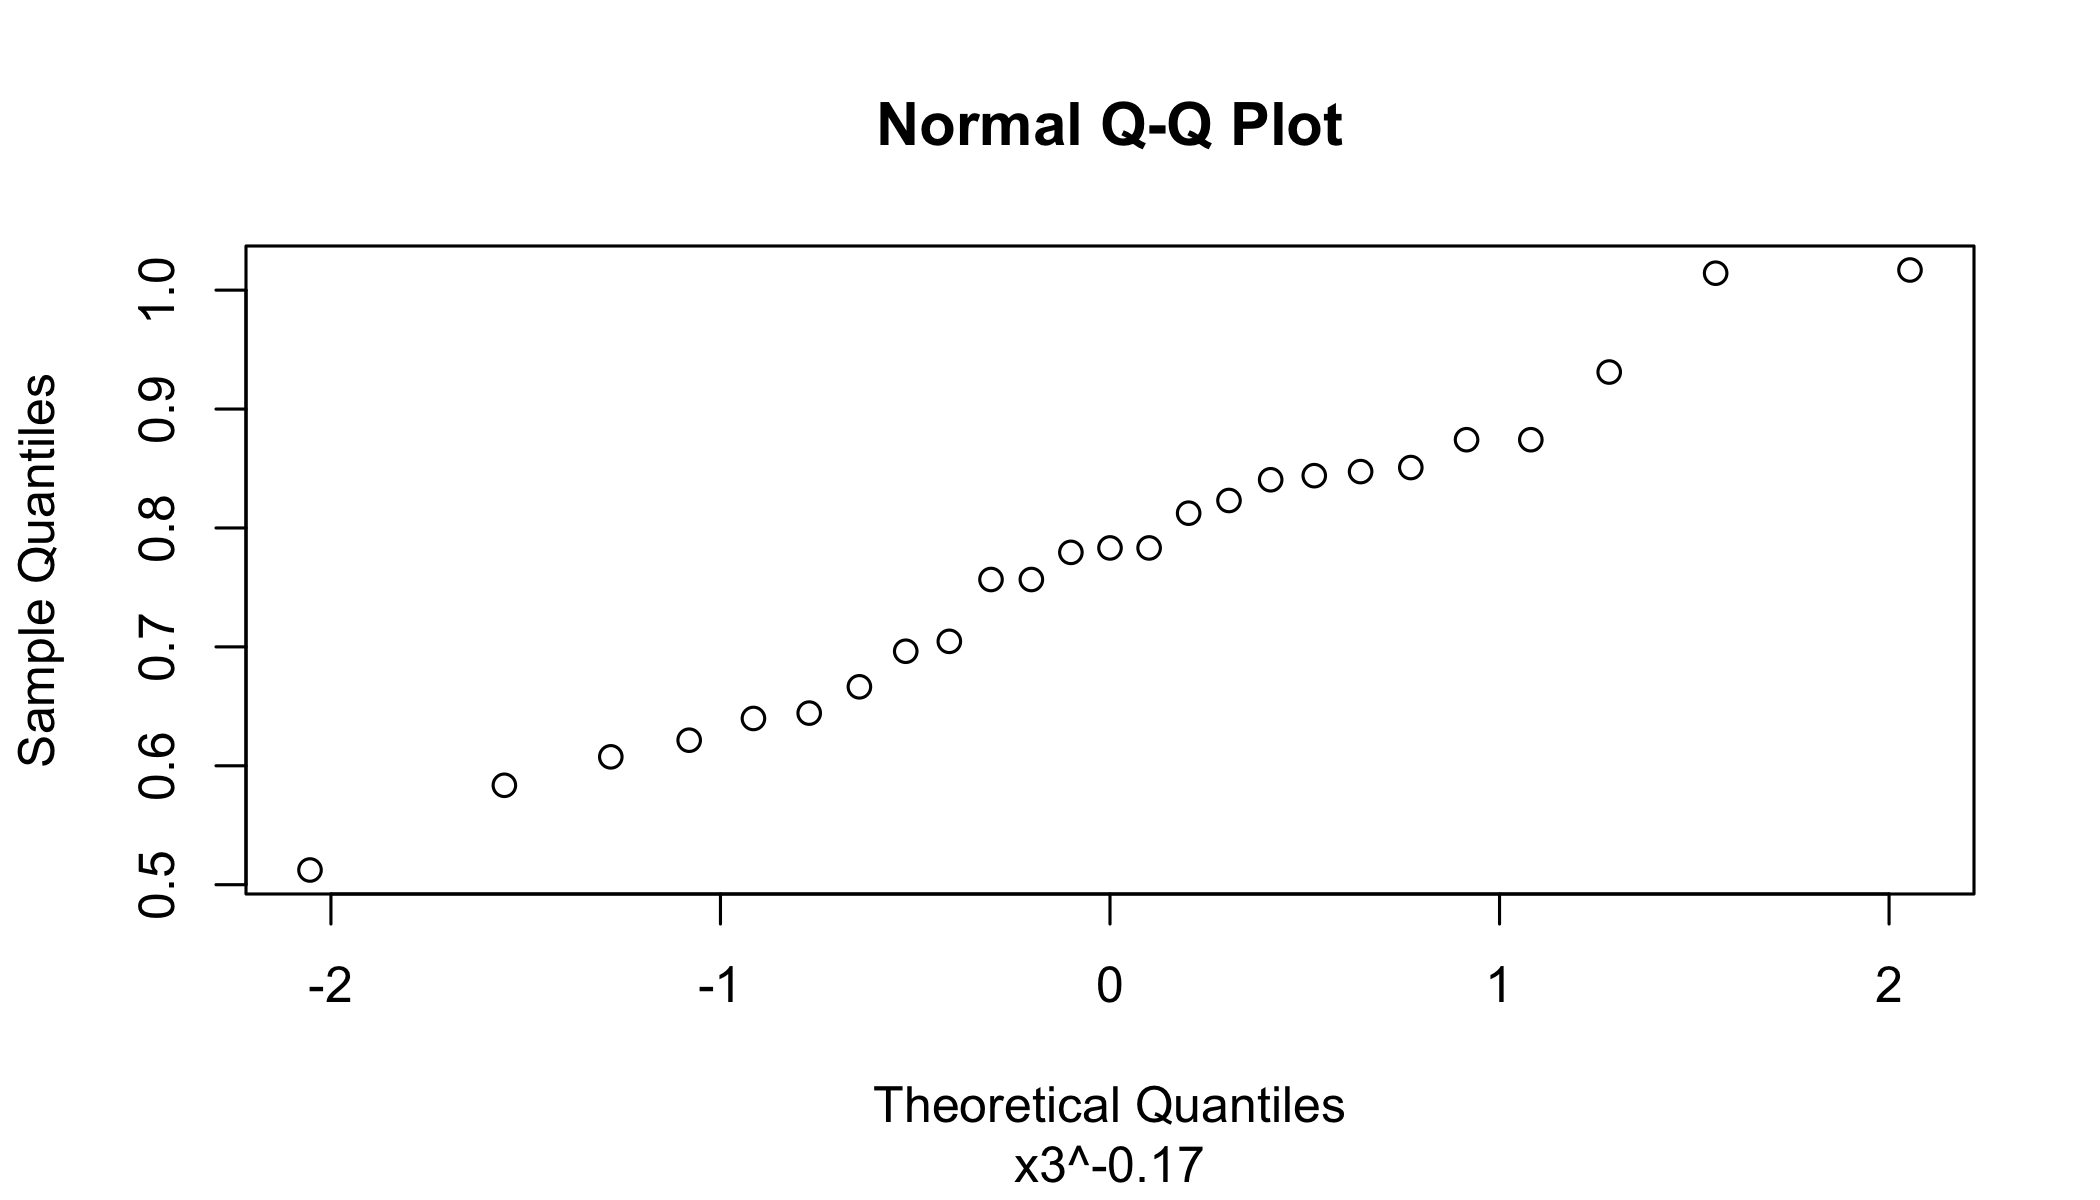 Normal Q-Q Plot
Sample Quantiles
1.0
0.9
0.8
0.7
0.6
0.5
-2 -1 0 1 2
Theoretical Quantiles
x3^-0.17